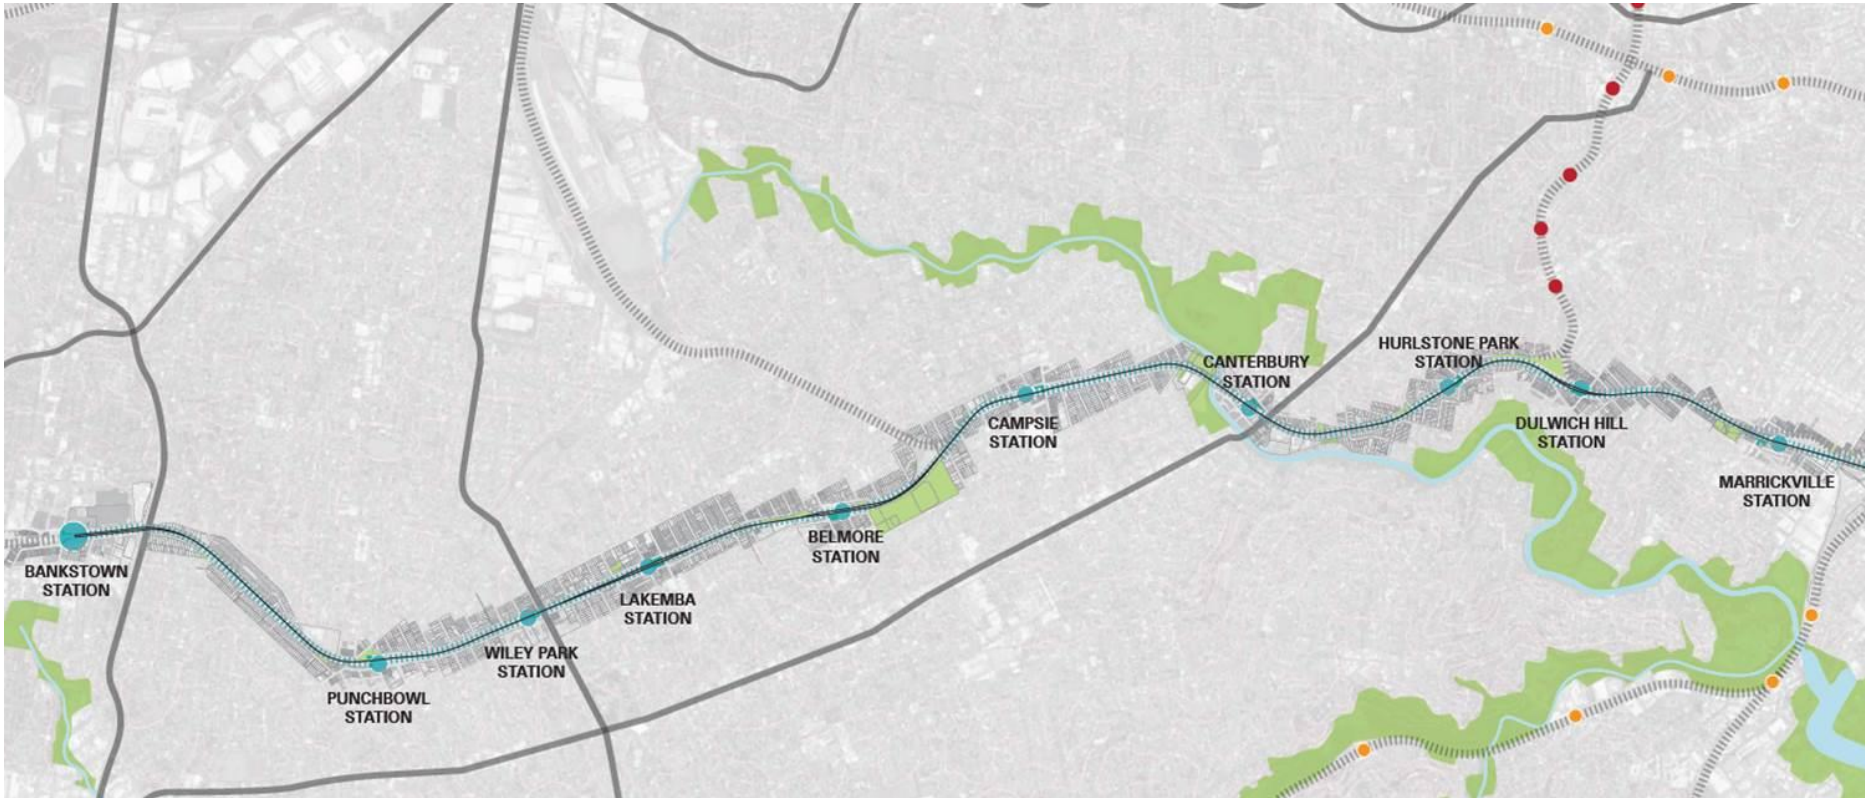 HURLSTONE PARK
STATION
CANTERBURY
STATION
CAMPSIE
STATION
DULWICH HILL
STATION
MARRICKVILLE
STATION
BELMORE
STATION
BANKSTOWN
STATION
LAKEMBA
STATION
WILEY PARK
STATION
PUNCHBOWL
STATION